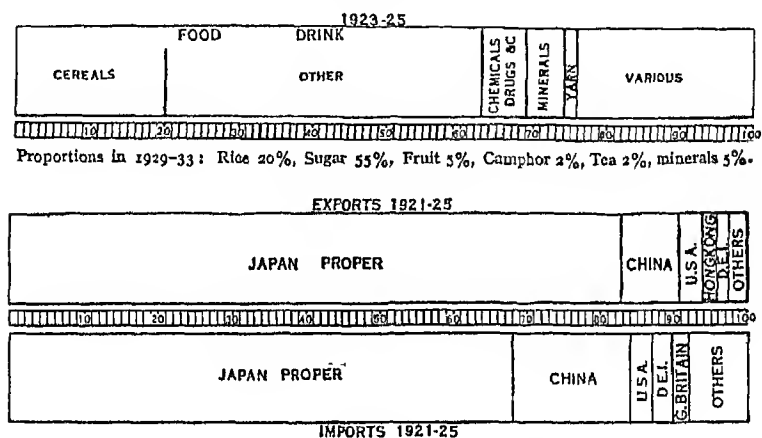 1923-25
FOOD DRINK
CEREALS OTHER CHEMICALS DRUGS &C MINERALS YARN VARIOUS
10 20 30 40 50 60 70 80 90 100
Proportions in 1929-33: Rice 20%, Sugar 55%, Fruit 5%, Camphor 2%, Tea 2%, minerals 5%.
EXPORTS 1921-25
JAPAN PROPER CHINA U.S.A. HONGKONG D.E.I. OTHERS
10 20 30 40 50 60 70 80 90 100
JAPAN PROPER CHINA U S A. D E I. G. BRITAIN OTHERS
IMPORTS 1921-25